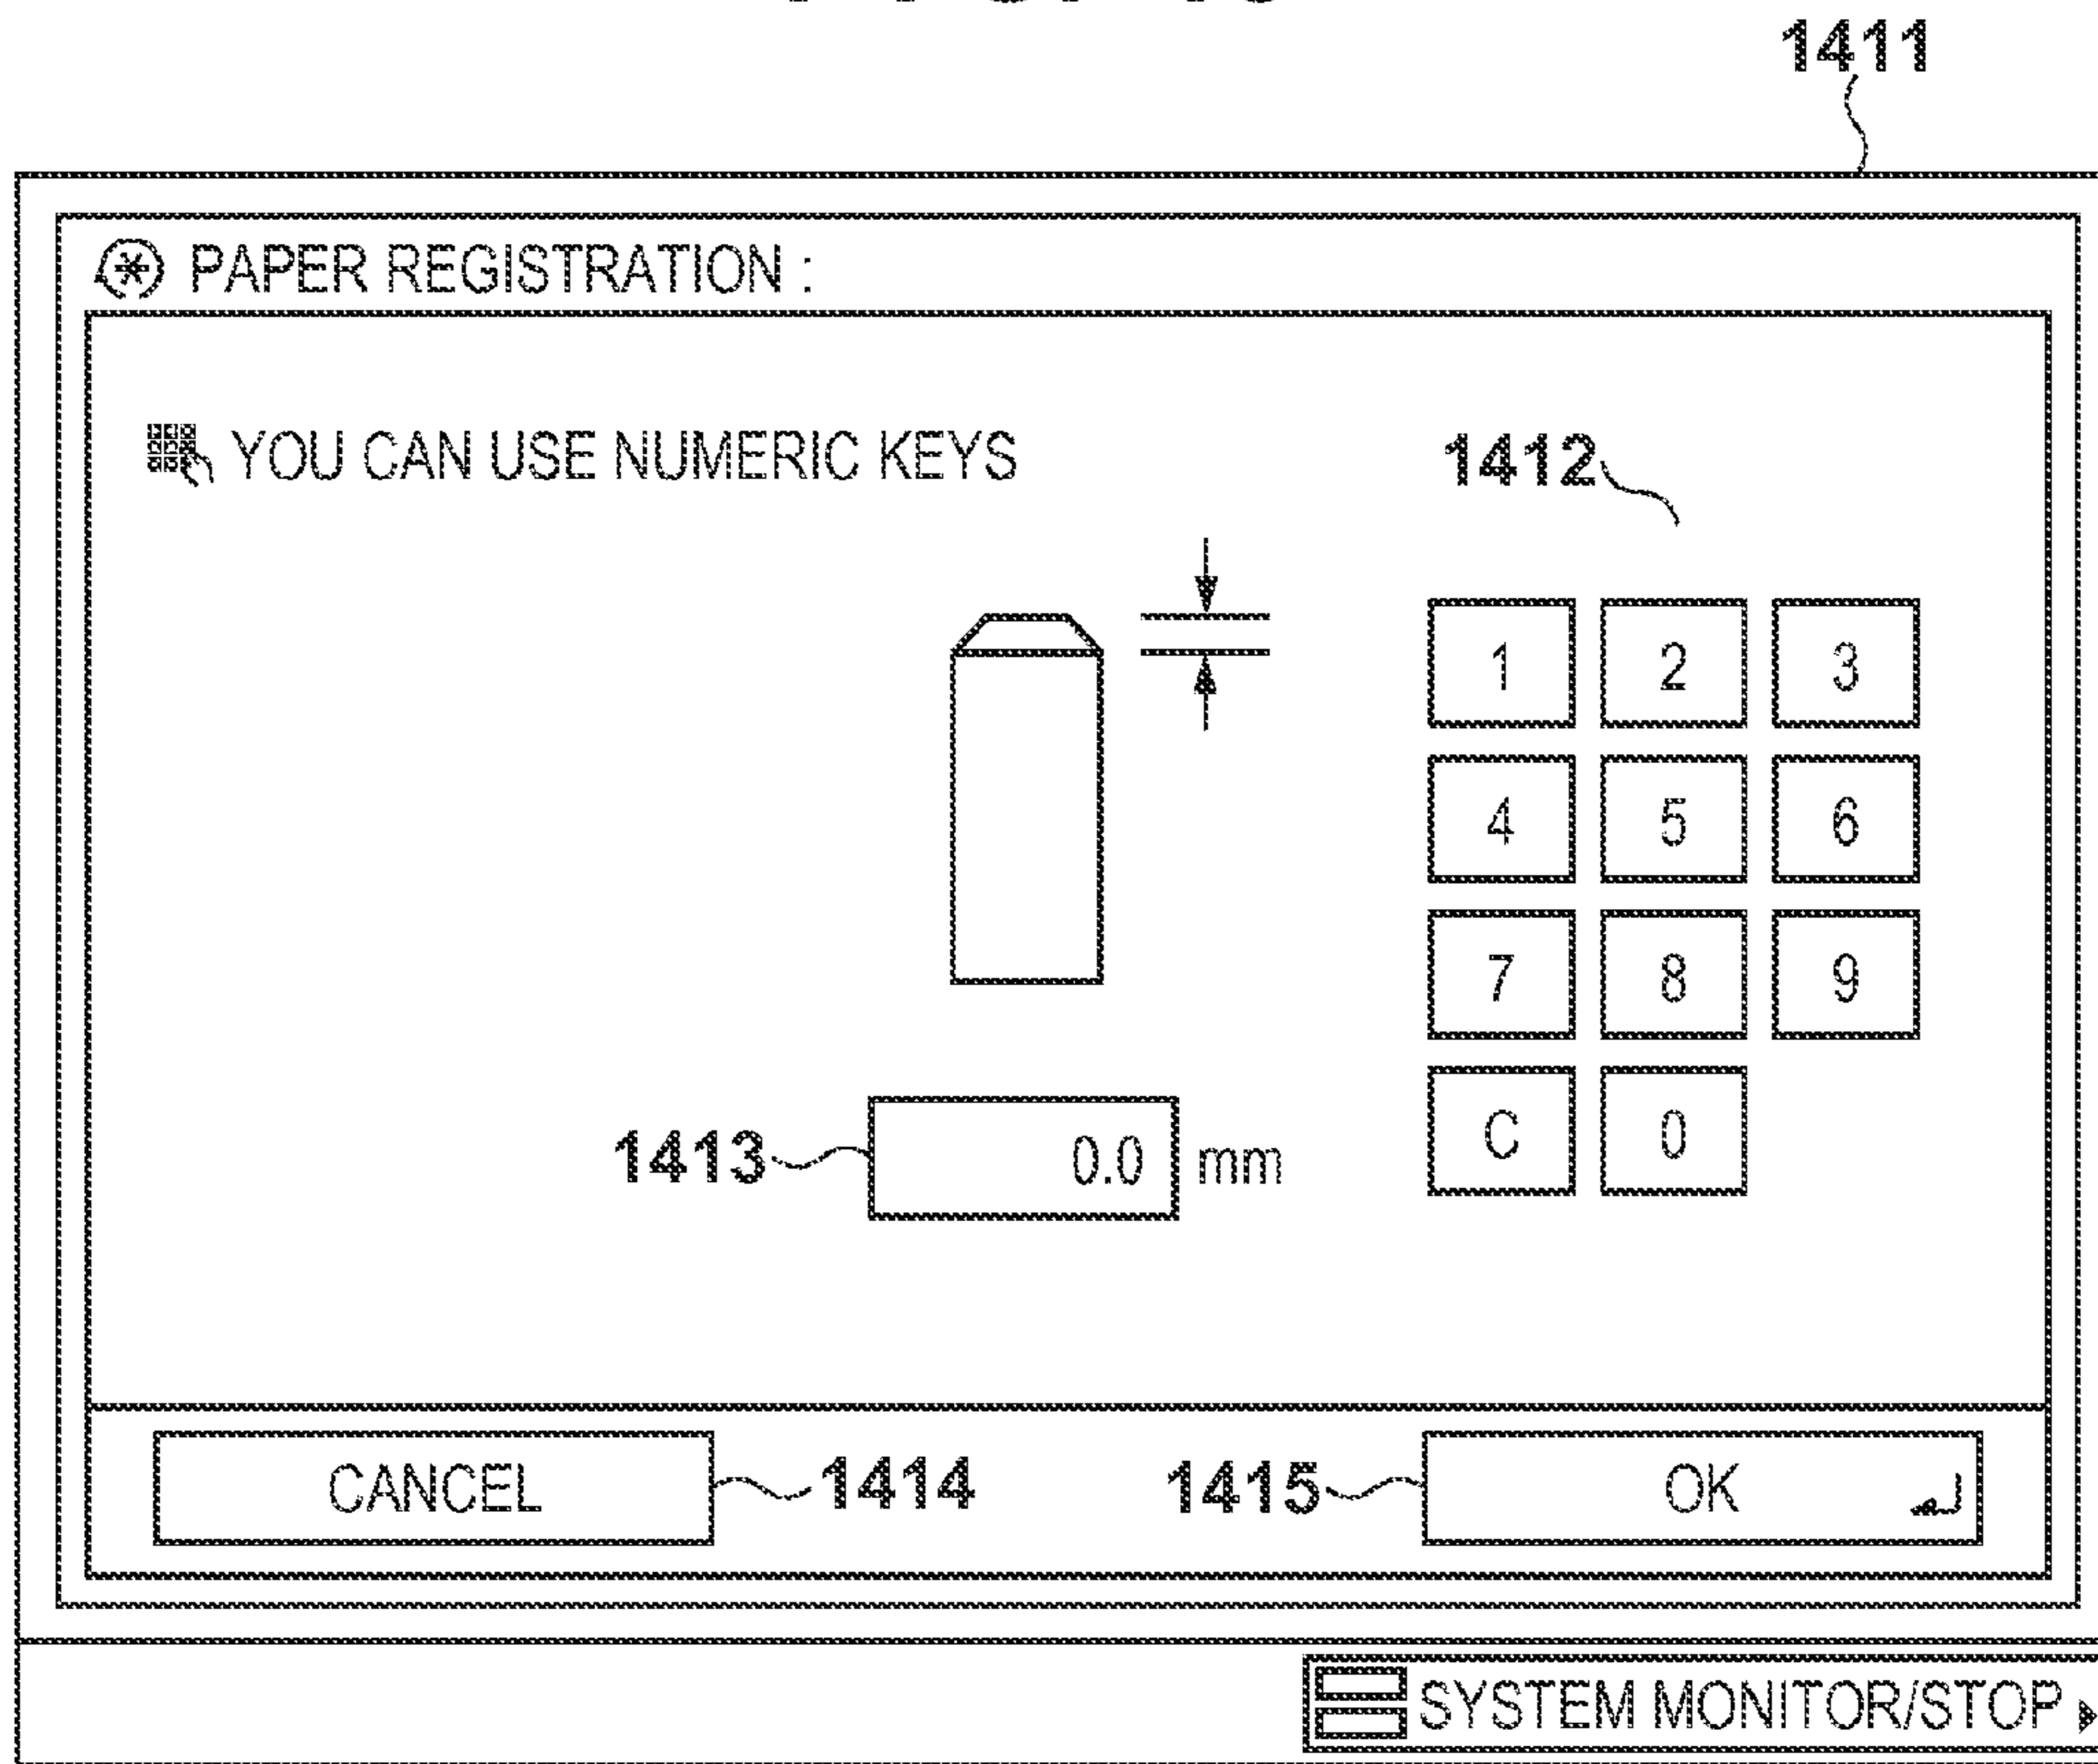 1411
PAPER REGISTRATION :
YOU CAN USE NUMERIC KEYS
1412
1 2 3
4 5 6
7 8 9
C 0
1413 0.0 mm
CANCEL 1414 1415 OK
SYSTEM MONITOR/STOP